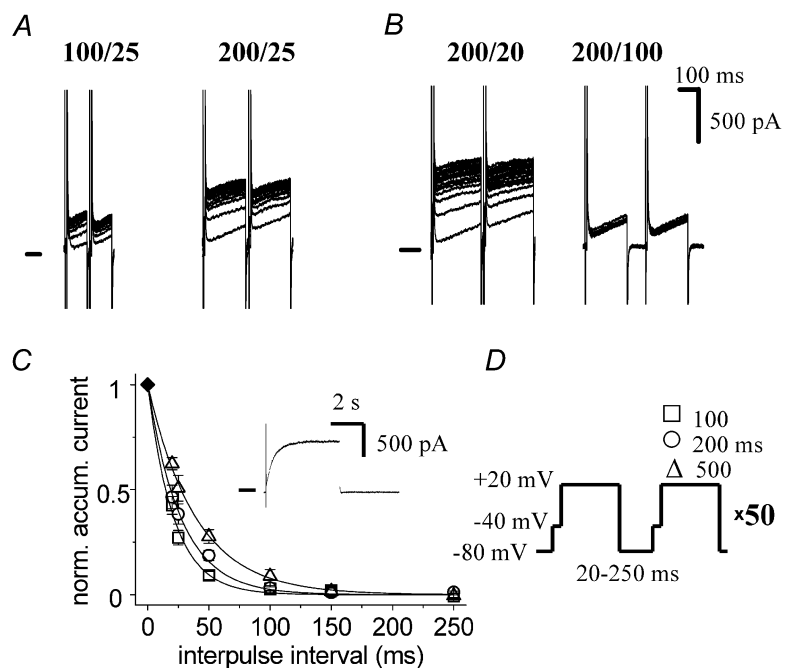 A
100/25
200/25
B
200/20
200/100
100 ms
500 pA
C
norm. accum. current
1
0.5
0
0
50
100
150
200
250
interpulse interval (ms)
2 s
500 pA
D
100
200 ms
500
+20 mV
-40 mV
-80 mV
x50
20-250 ms